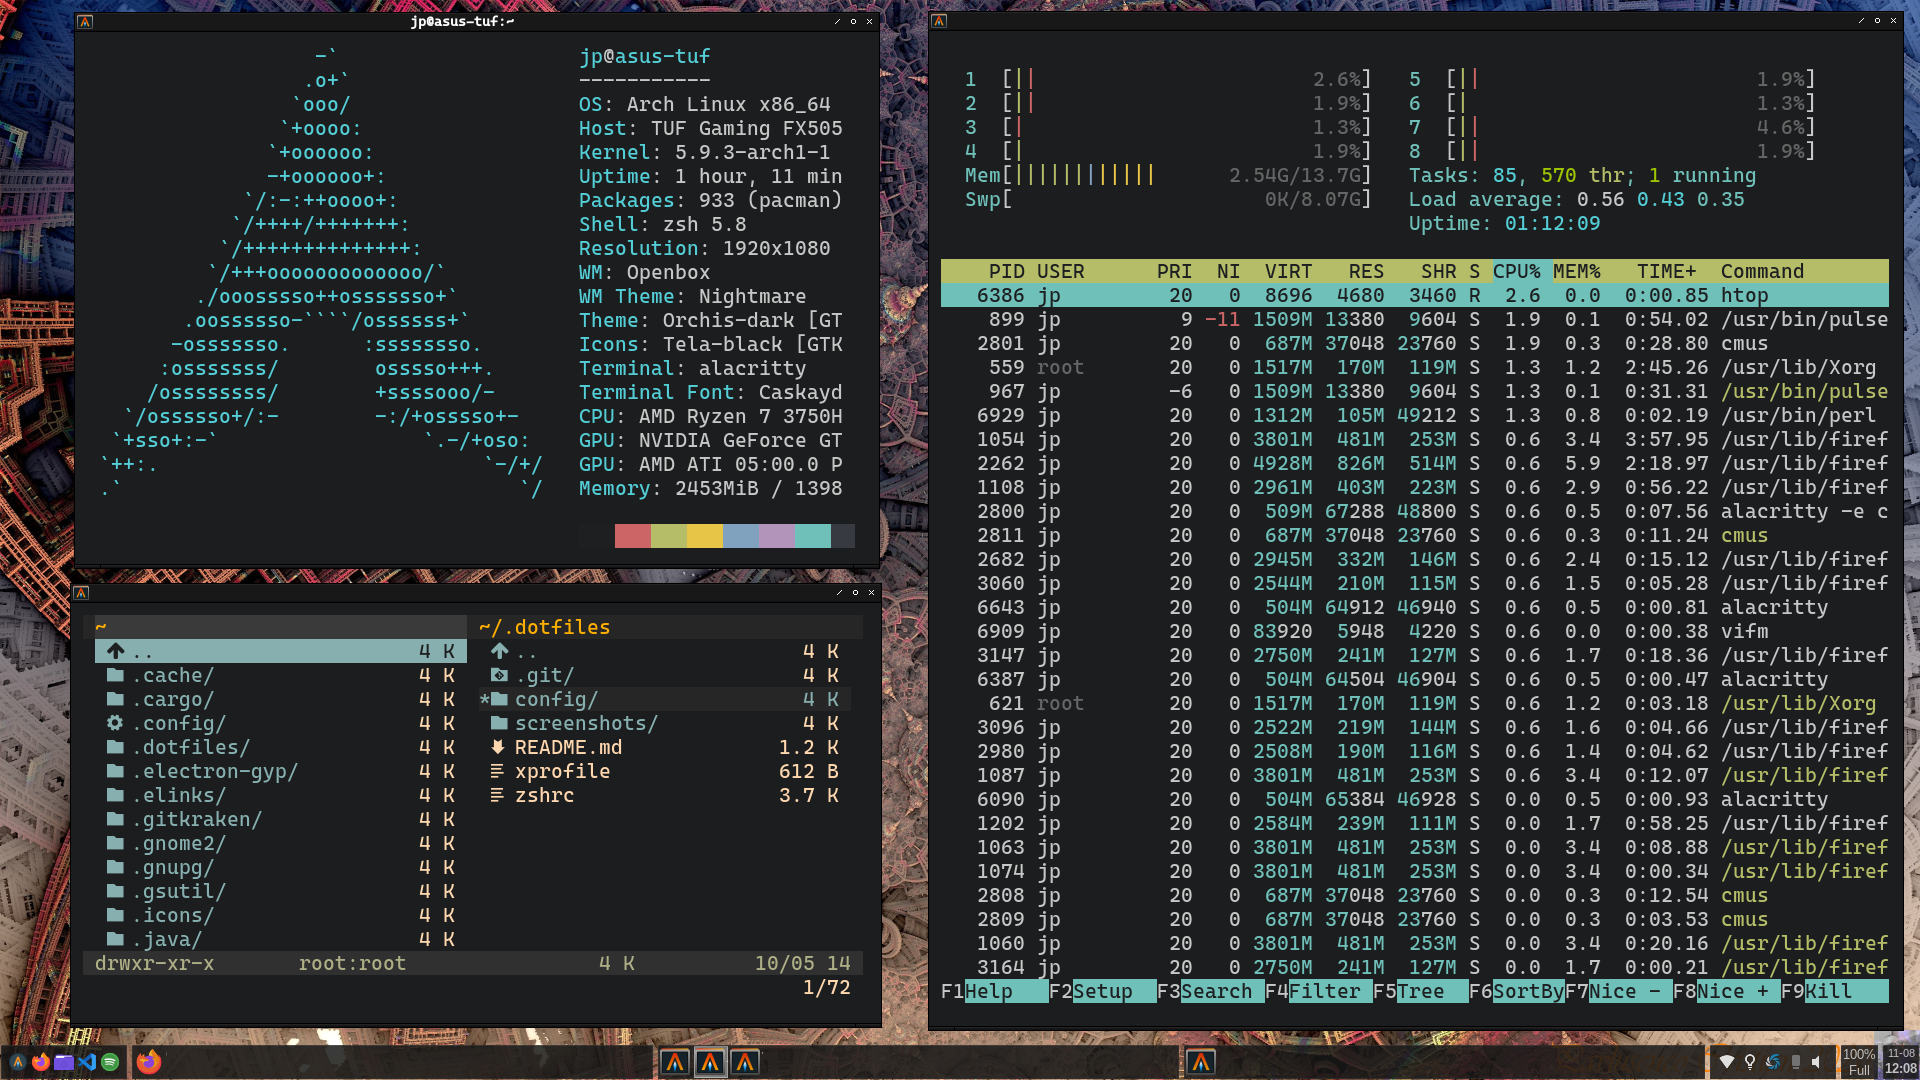 jp@asus-tuf:~
-`
.o+`
`ooo/
`+oooo:
`+oooooo:
-+oooooo+:
`/:-:++oooo+:
`/++++/+++++++:
`/++++++++++++++:
`/+++ooooooooooooo/`
./ooosssso++osssssso+`
.oossssso-````/ossssss+`
-osssssso.      :ssssssso.
:osssssss/        osssso+++.
/ossssssss/        +ssssooo/-
`/ossssso+/:-        -:/+osssso+-
`+sso+:-`                 `.-/+oso:
`++:.                           `-/+/
.`                                 `/
jp@asus-tuf
-----------
OS: Arch Linux x86_64
Host: TUF Gaming FX505
Kernel: 5.9.3-arch1-1
Uptime: 1 hour, 11 min
Packages: 933 (pacman)
Shell: zsh 5.8
Resolution: 1920x1080
WM: Openbox
WM Theme: Nightmare
Theme: Orchis-dark [GT
Icons: Tela-black [GTK
Terminal: alacritty
Terminal Font: Caskayd
CPU: AMD Ryzen 7 3750H
GPU: NVIDIA GeForce GT
GPU: AMD ATI 05:00.0 P
Memory: 2453MiB / 1398
~
.. 4 K
.cache/ 4 K
.cargo/ 4 K
.config/ 4 K
.dotfiles/ 4 K
.electron-gyp/ 4 K
.elinks/ 4 K
.gitkraken/ 4 K
.gnome2/ 4 K
.gnupg/ 4 K
.gsutil/ 4 K
.icons/ 4 K
.java/ 4 K
~/.dotfiles
.. 4 K
.git/ 4 K
*config/ 4 K
screenshots/ 4 K
README.md 1.2 K
xprofile 612 B
zshrc 3.7 K
drwxr-xr-x root:root 4 K 10/05 14
1/72
1 [|| 2.6%] 5 [|| 1.9%]
2 [|| 1.9%] 6 [| 1.3%]
3 [| 1.3%] 7 [|| 4.6%]
4 [| 1.9%] 8 [|| 1.9%]
Mem[|||||||||||| 2.54G/13.7G] Tasks: 85, 570 thr; 1 running
Swp[ 0K/8.07G] Load average: 0.56 0.43 0.35
Uptime: 01:12:09
PID USER PRI NI VIRT RES SHR S CPU% MEM% TIME+ Command
6386 jp 20 0 8696 4680 3460 R 2.6 0.0 0:00.85 htop
899 jp 9 -11 1509M 13380 9604 S 1.9 0.1 0:54.02 /usr/bin/pulse
2801 jp 20 0 687M 37048 23760 S 1.9 0.3 0:28.80 cmus
559 root 20 0 1517M 170M 119M S 1.3 1.2 2:45.26 /usr/lib/Xorg
967 jp -6 0 1509M 13380 9604 S 1.3 0.1 0:31.31 /usr/bin/pulse
6929 jp 20 0 1312M 105M 49212 S 1.3 0.8 0:02.19 /usr/bin/perl
1054 jp 20 0 3801M 481M 253M S 0.6 3.4 3:57.95 /usr/lib/firef
2262 jp 20 0 4928M 826M 514M S 0.6 5.9 2:18.97 /usr/lib/firef
1108 jp 20 0 2961M 403M 223M S 0.6 2.9 0:56.22 /usr/lib/firef
2800 jp 20 0 509M 67288 48800 S 0.6 0.5 0:07.56 alacritty -e c
2811 jp 20 0 687M 37048 23760 S 0.6 0.3 0:11.24 cmus
2682 jp 20 0 2945M 332M 146M S 0.6 2.4 0:15.12 /usr/lib/firef
3060 jp 20 0 2544M 210M 115M S 0.6 1.5 0:05.28 /usr/lib/firef
6643 jp 20 0 504M 64912 46940 S 0.6 0.5 0:00.81 alacritty
6909 jp 20 0 83920 5948 4220 S 0.6 0.0 0:00.38 vifm
3147 jp 20 0 2750M 241M 127M S 0.6 1.7 0:18.36 /usr/lib/firef
6387 jp 20 0 504M 64504 46904 S 0.6 0.5 0:00.47 alacritty
621 root 20 0 1517M 170M 119M S 0.6 1.2 0:03.18 /usr/lib/Xorg
3096 jp 20 0 2522M 219M 144M S 0.6 1.6 0:04.66 /usr/lib/firef
2980 jp 20 0 2508M 190M 116M S 0.6 1.4 0:04.62 /usr/lib/firef
1087 jp 20 0 3801M 481M 253M S 0.6 3.4 0:12.07 /usr/lib/firef
6090 jp 20 0 504M 65384 46928 S 0.0 0.5 0:00.93 alacritty
1202 jp 20 0 2584M 239M 111M S 0.0 1.7 0:58.25 /usr/lib/firef
1063 jp 20 0 3801M 481M 253M S 0.0 3.4 0:08.88 /usr/lib/firef
1074 jp 20 0 3801M 481M 253M S 0.0 3.4 0:00.34 /usr/lib/firef
2808 jp 20 0 687M 37048 23760 S 0.0 0.3 0:12.54 cmus
2809 jp 20 0 687M 37048 23760 S 0.0 0.3 0:03.53 cmus
1060 jp 20 0 3801M 481M 253M S 0.0 3.4 0:20.16 /usr/lib/firef
3164 jp 20 0 2750M 241M 127M S 0.0 1.7 0:00.21 /usr/lib/firef
F1Help F2Setup F3Search F4Filter F5Tree F6SortBy F7Nice - F8Nice + F9Kill
100% 11-08
Full 12:08